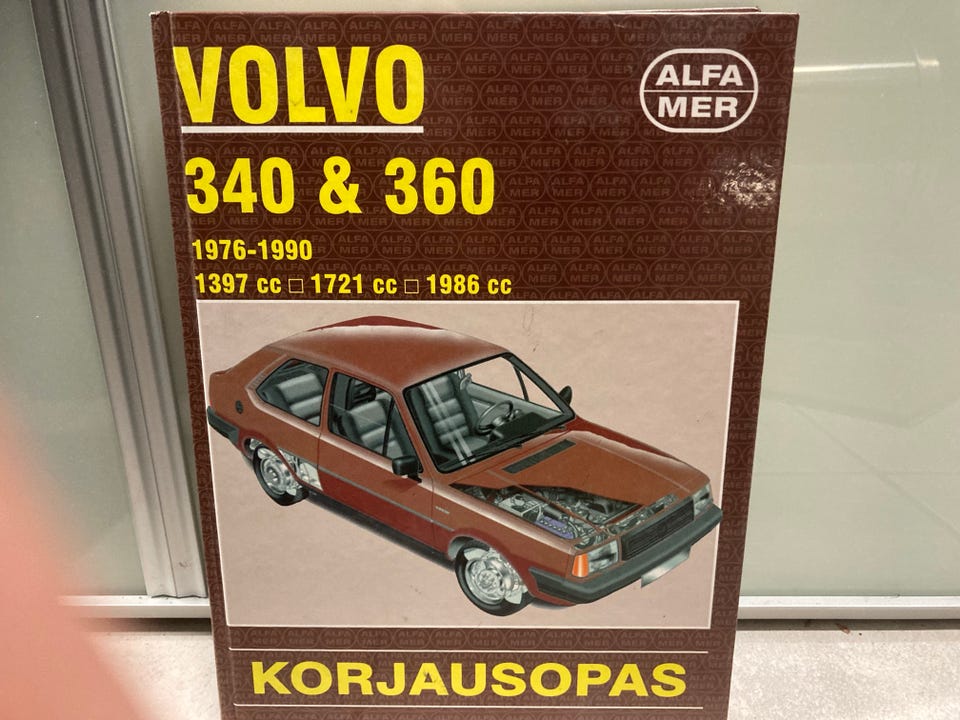 VOLVO
ALFA
MER
340 & 360
1976-1990
1397 cc □ 1721 cc □ 1986 cc
KORJAUSOPAS